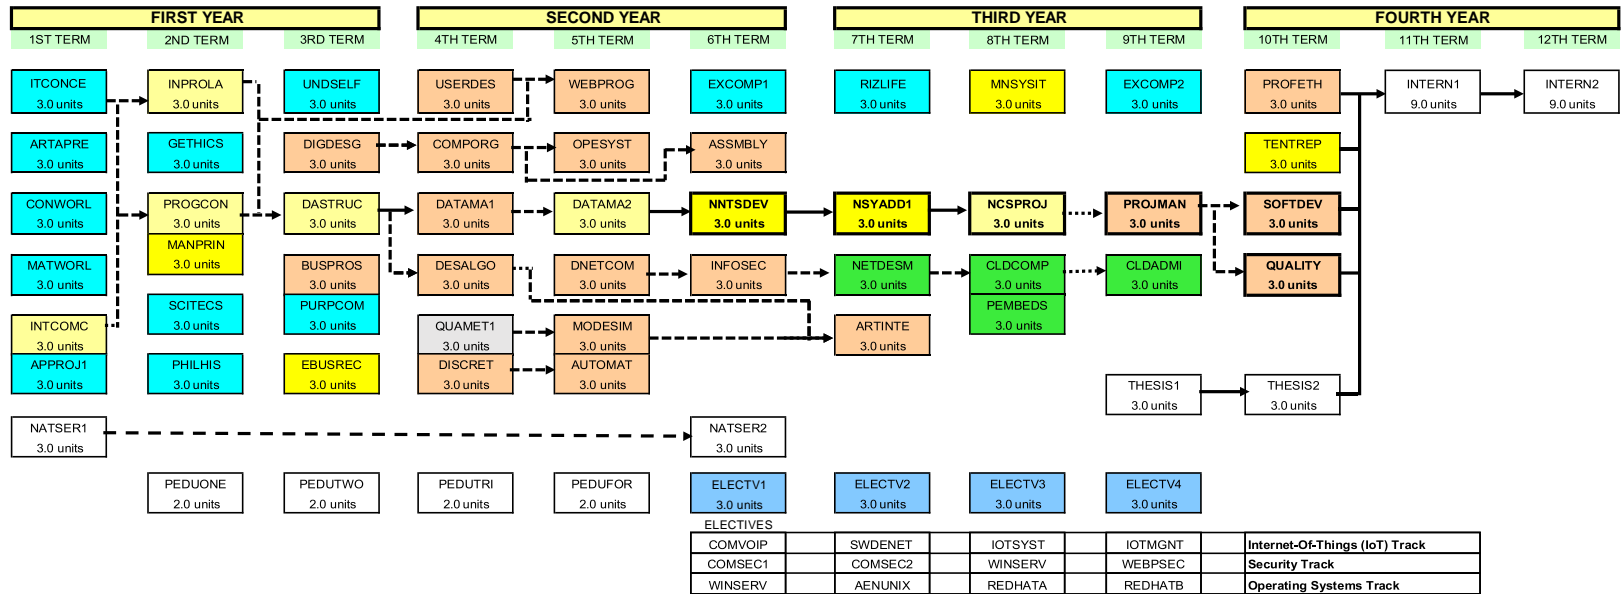 FIRST YEAR SECOND YEAR THIRD YEAR FOURTH YEAR
1ST TERM 2ND TERM 3RD TERM 4TH TERM 5TH TERM 6TH TERM 7TH TERM 8TH TERM 9TH TERM 10TH TERM 11TH TERM 12TH TERM
ITCONCE INPROLA UNDSELF USERDES WEBPROG EXCOMP1 RIZLIFE MNSYSIT EXCOMP2 PROFETH INTERN1 INTERN2
3.0 units 3.0 units 3.0 units 3.0 units 3.0 units 3.0 units 3.0 units 3.0 units 3.0 units 3.0 units 9.0 units 9.0 units
ARTAPRE GETHICS DIGDESG COMPORG OPESYST ASSMBLY TENTREP
3.0 units 3.0 units 3.0 units 3.0 units 3.0 units 3.0 units 3.0 units
CONWORL PROGCON DASTRUC DATAMA1 DATAMA2 NNTSDEV NSYADD1 NCSPROJ PROJMAN SOFTDEV
3.0 units 3.0 units 3.0 units 3.0 units 3.0 units 3.0 units 3.0 units 3.0 units 3.0 units 3.0 units
MANPRIN
3.0 units
MATWORL BUSPROS DESALGO DNETCOM INFOSEC NETDESM CLDCOMP CLDADMI QUALITY
3.0 units 3.0 units 3.0 units 3.0 units 3.0 units 3.0 units 3.0 units 3.0 units 3.0 units
SCITECS PURPCOM PEMBEDS
3.0 units 3.0 units 3.0 units
INTCOMC QUAMET1 MODESIM ARTINTE
3.0 units 3.0 units 3.0 units 3.0 units
APPROJ1 PHILHIS EBUSREC DISCRET AUTOMAT
3.0 units 3.0 units 3.0 units 3.0 units 3.0 units
THESIS1 THESIS2
3.0 units 3.0 units
NATSER1 NATSER2
3.0 units 3.0 units
PEDUONE PEDUTWO PEDUTRI PEDUFOR ELECTV1 ELECTV2 ELECTV3 ELECTV4
2.0 units 2.0 units 2.0 units 2.0 units 3.0 units 3.0 units 3.0 units 3.0 units
ELECTIVES
COMVOIP SWDENET IOTSYST IOTMGNT Internet-Of-Things (IoT) Track
COMSEC1 COMSEC2 WINSERV WEBPSEC Security Track
WINSERV AENUNIX REDHATA REDHATB Operating Systems Track